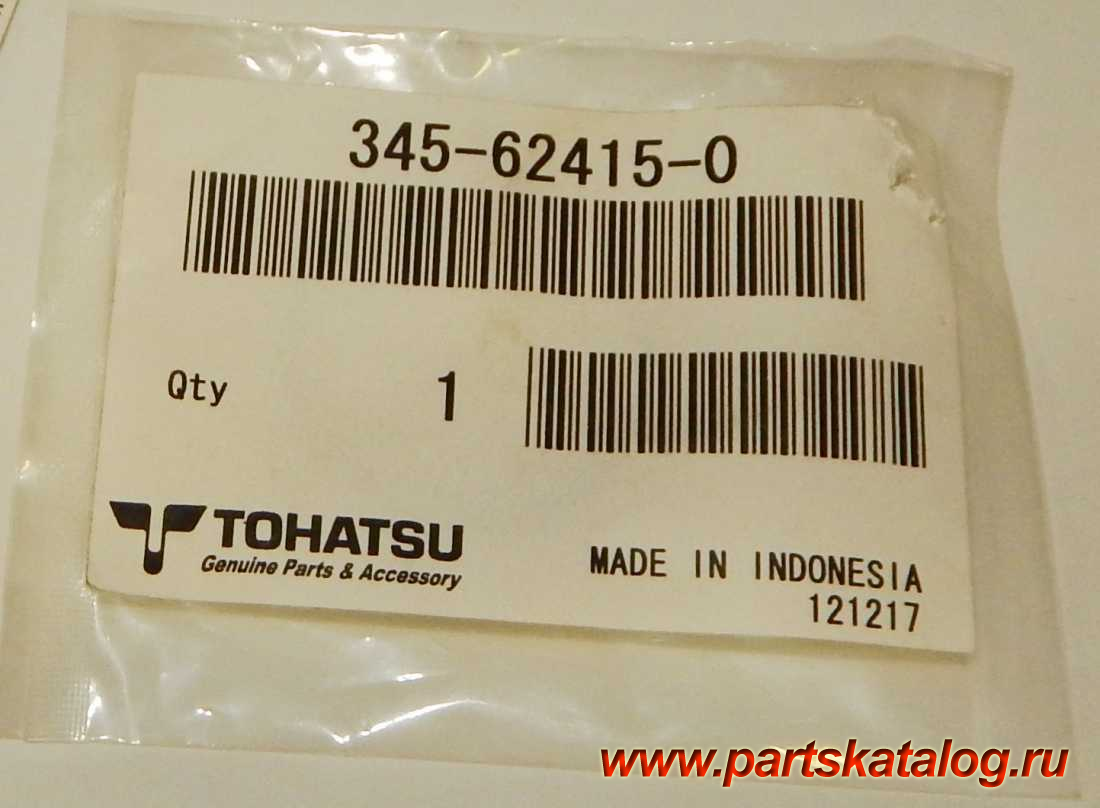 345-62415-0
Qty 1
TOHATSU
Genuine Parts & Accessory
MADE IN INDONESIA
121217
www.partskatalog.ru